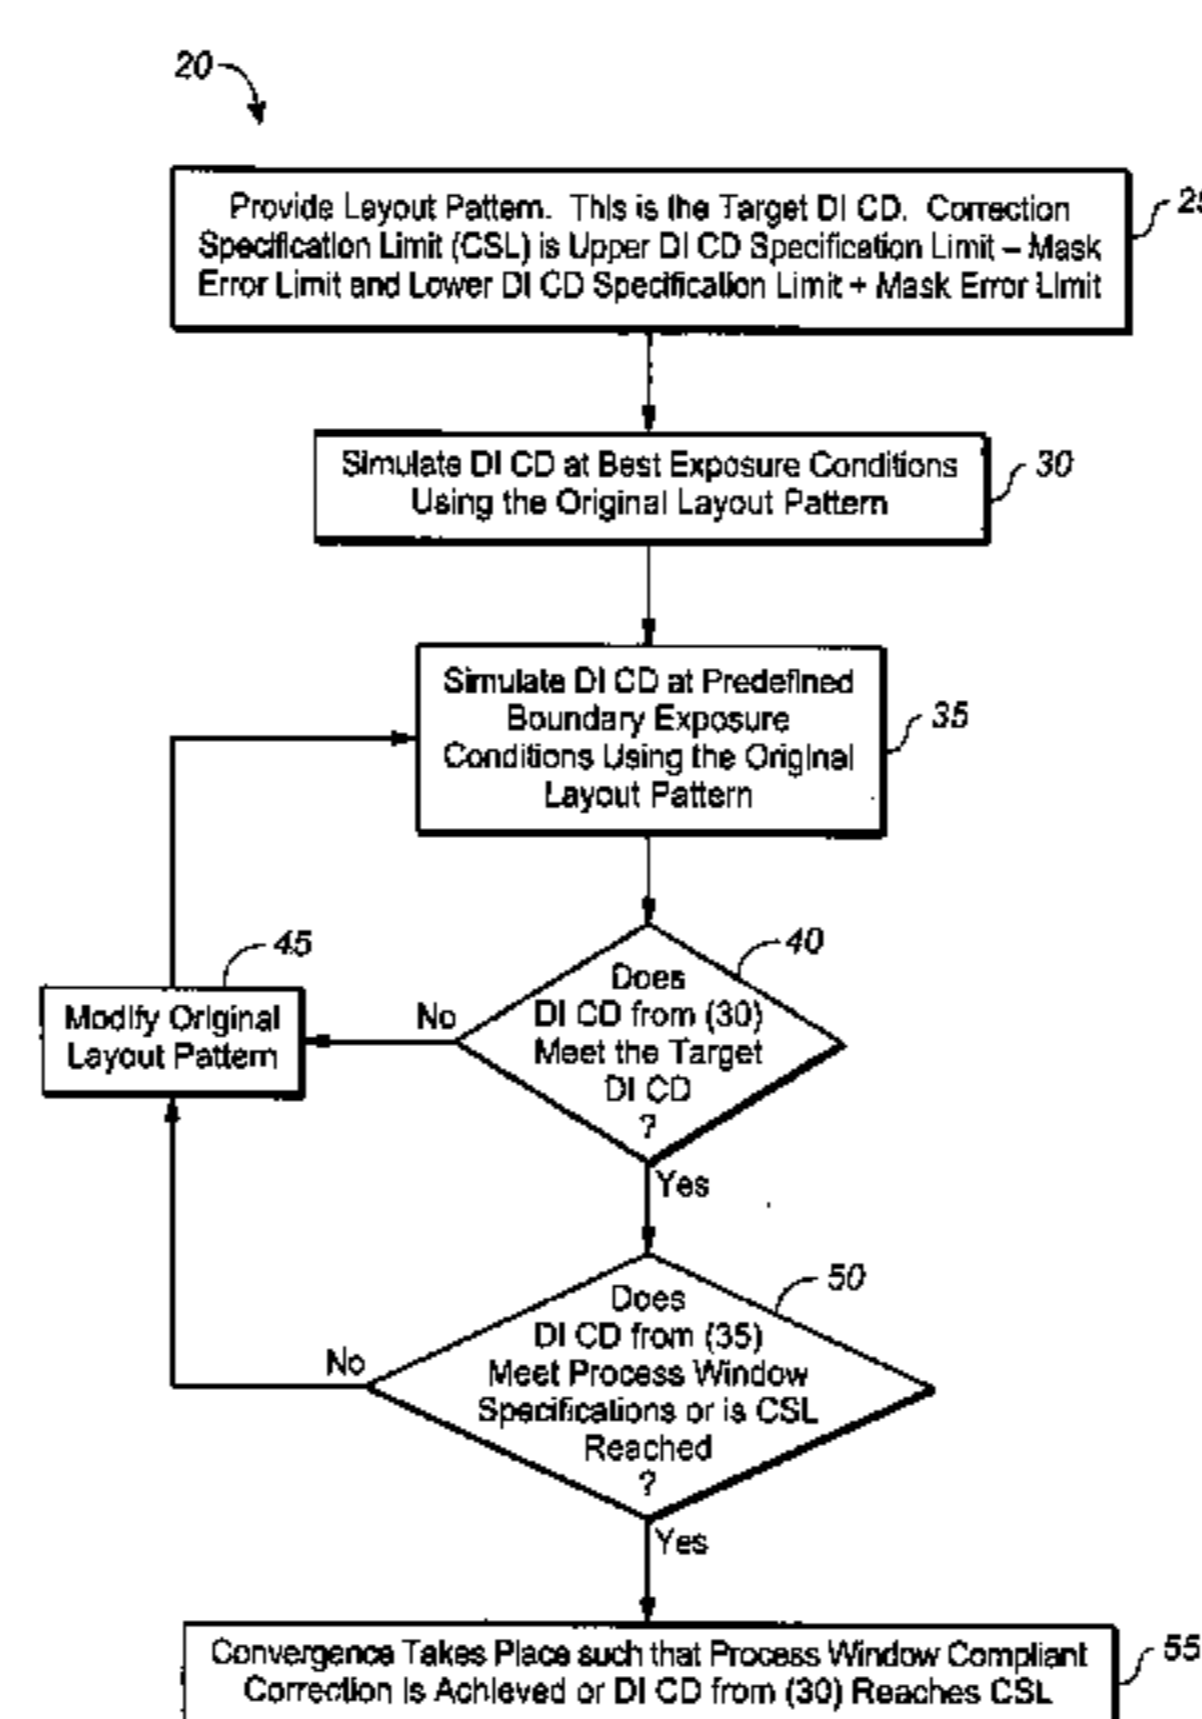 20
Provide Layout Pattern. This is the Target DI CD. Correction
Specification Limit (CSL) is Upper DI CD Specification Limit – Mask
Error Limit and Lower DI CD Specification Limit + Mask Error Limit
Simulate DI CD at Best Exposure Conditions
Using the Original Layout Pattern
30
Simulate DI CD at Predefined
Boundary Exposure
Conditions Using the Original
Layout Pattern
35
45
Modify Original
Layout Pattern
No
40
Does
DI CD from (30)
Meet the Target
DI CD
?
Yes
No
50
Does
DI CD from (35)
Meet Process Window
Specifications or is CSL
Reached
?
Yes
Convergence Takes Place such that Process Window Compliant
Correction is Achieved or DI CD from (30) Reaches CSL
55